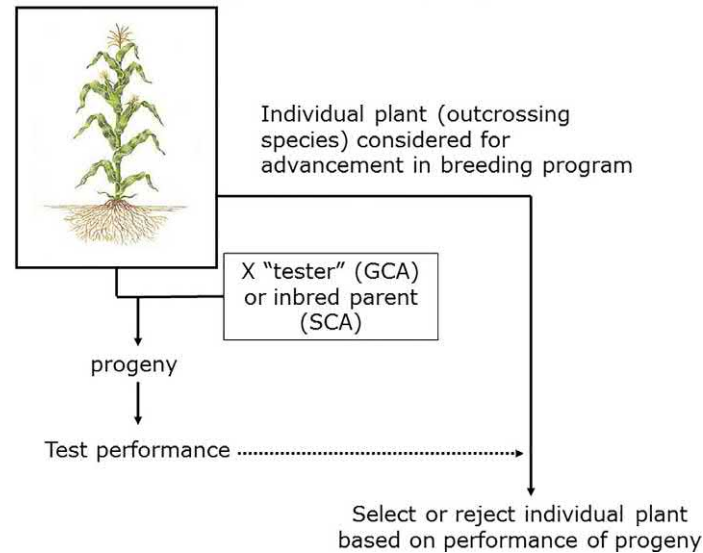 Individual plant (outcrossing
species) considered for
advancement in breeding program
X “tester” (GCA)
or inbred parent
(SCA)
progeny
Test performance
Select or reject individual plant
based on performance of progeny